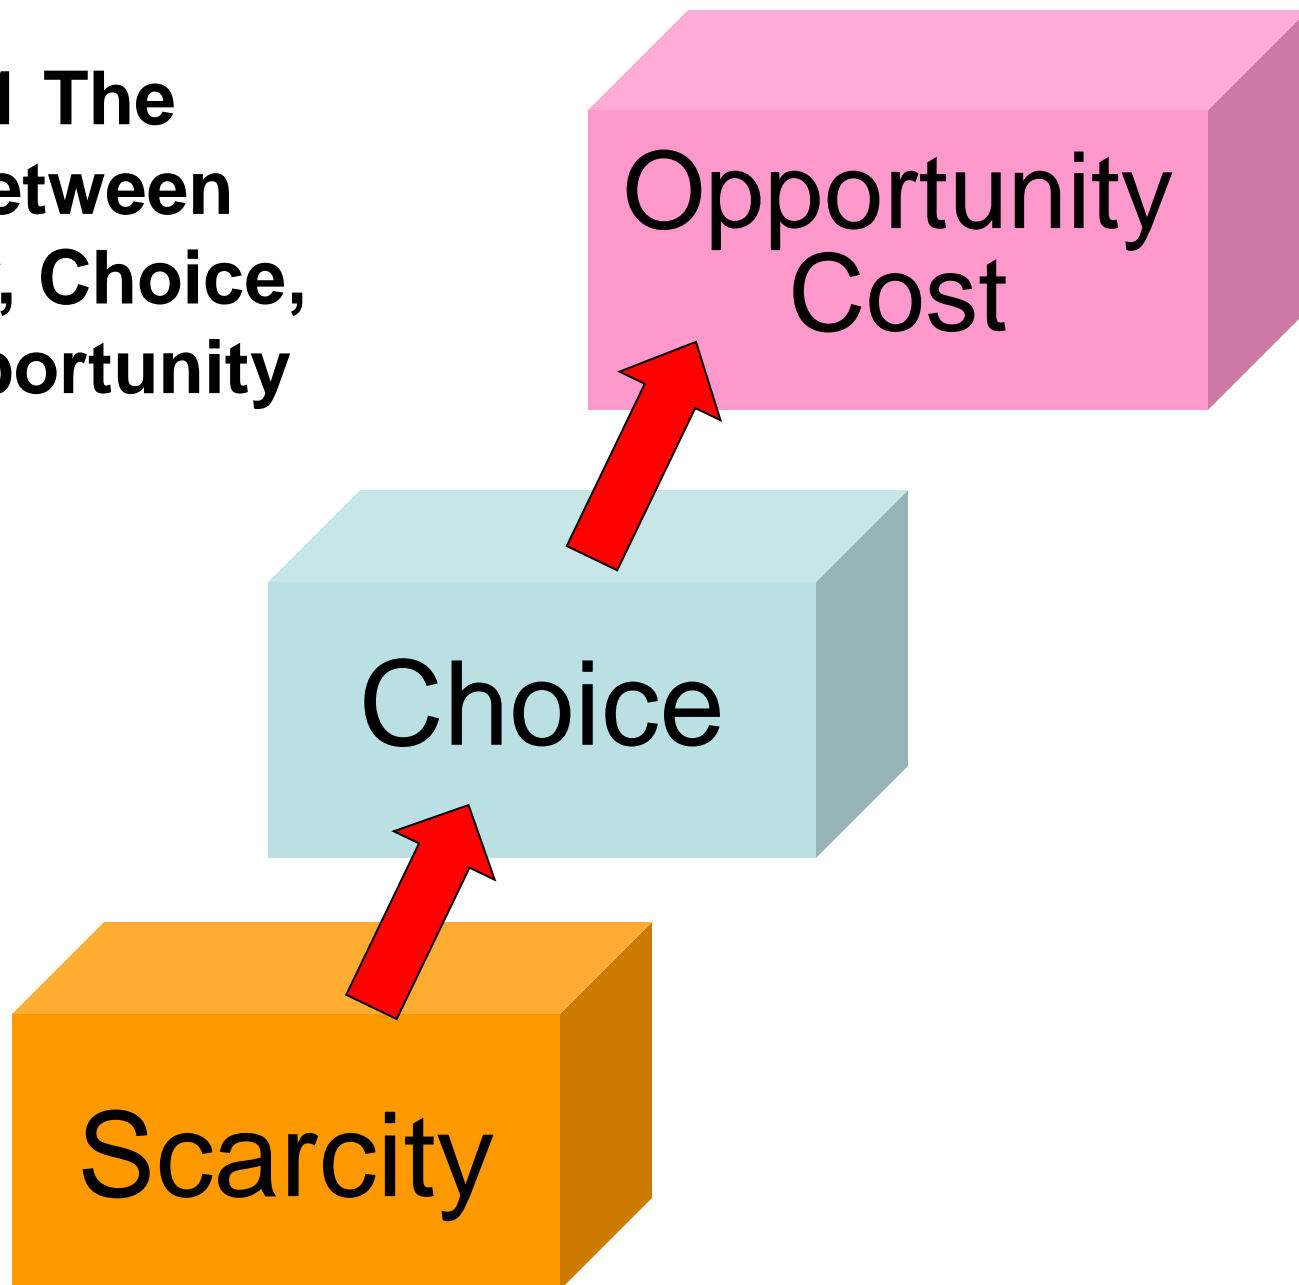 The
etween
, Choice,
portunity
Opportunity
Cost
Choice
Scarcity